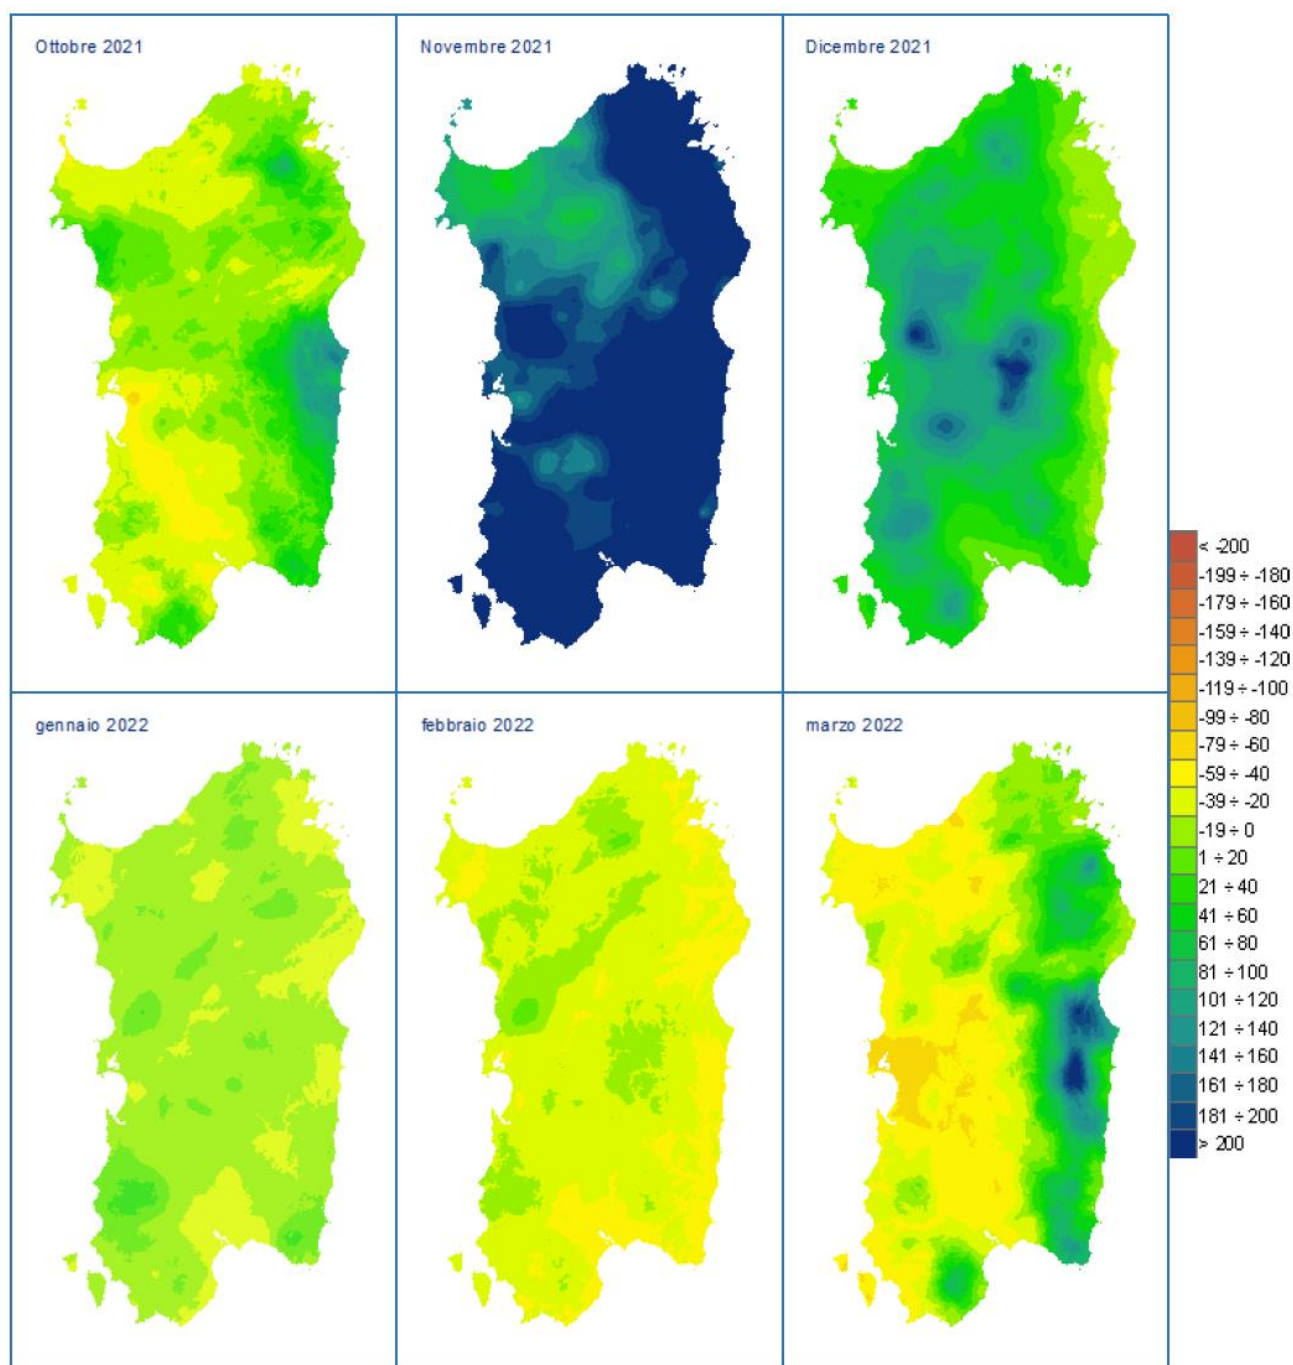 Ottobre 2021
Novembre 2021
Dicembre 2021
gennaio 2022
febbraio 2022
marzo 2022
< -200
-199 ÷ -180
-179 ÷ -160
-159 ÷ -140
-139 ÷ -120
-119 ÷ -100
-99 ÷ -80
-79 ÷ -60
-59 ÷ -40
-39 ÷ -20
-19 ÷ 0
1 ÷ 20
21 ÷ 40
41 ÷ 60
61 ÷ 80
81 ÷ 100
101 ÷ 120
121 ÷ 140
141 ÷ 160
161 ÷ 180
181 ÷ 200
> 200